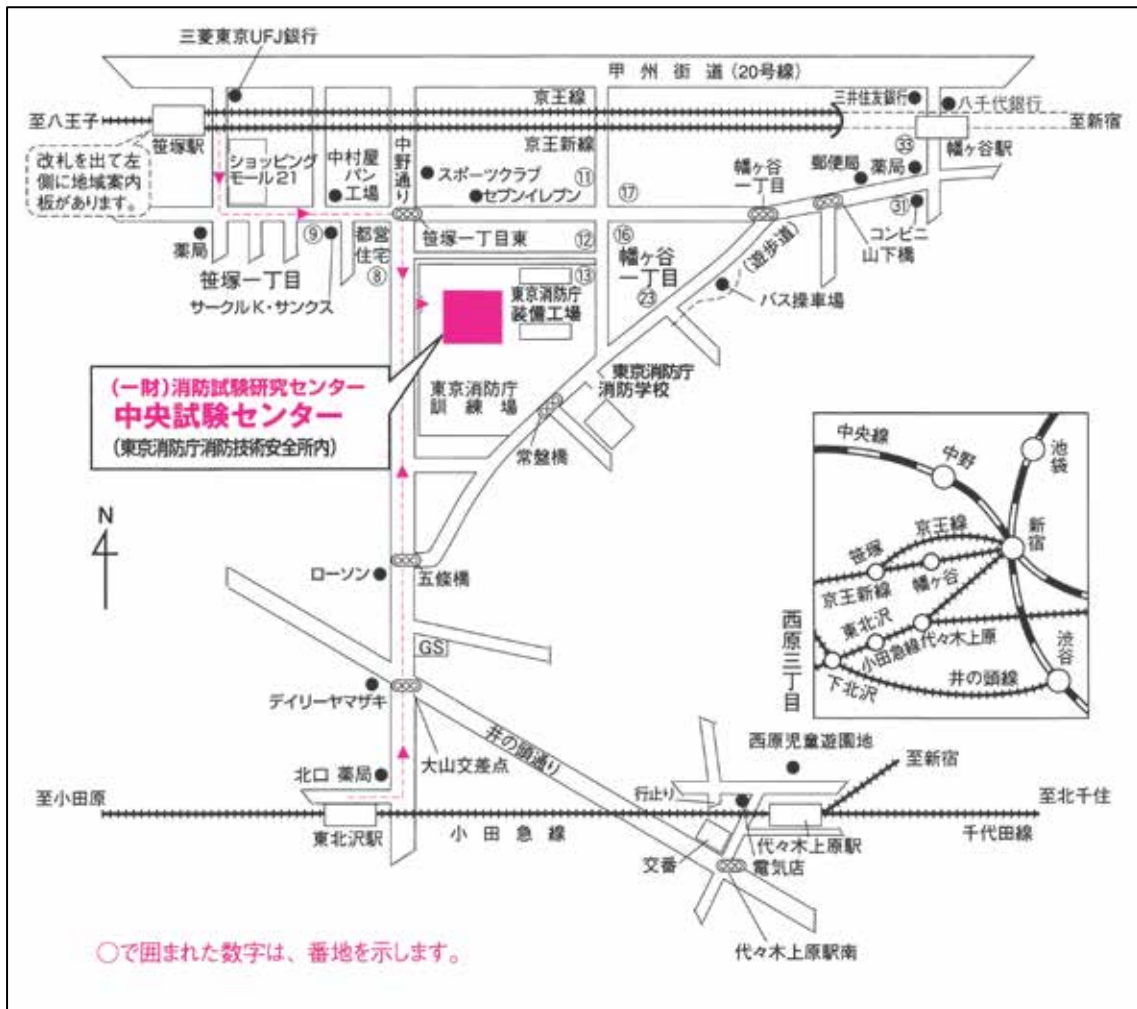 三菱東京UFJ銀行
甲州街道(20号線)
京王線
三井住友銀行
八千代銀行
至八王子
至新宿
笹塚駅
京王新線
㉝
幡ヶ谷駅
改札を出て左
側に地域案内
板があります。
ショッピング
モール21
中村屋
パン
工場
中野通り
スポーツクラブ
⑪
セブンイレブン
⑰
幡ヶ谷
一丁目
郵便局
薬局
㉛
コンビニ
山下橋
薬局
⑨
都営
住宅
⑧
笹塚一丁目東
⑫
⑯
笹塚一丁目
サークルK・サンクス
⑬
幡ヶ谷
一丁目
㉓
(遊歩道)
バス操車場
東京消防庁
装備工場
(一財)消防試験研究センター
中央試験センター
(東京消防庁消防技術安全所内)
東京消防庁
訓練場
東京消防庁
消防学校
常盤橋
N
ローソン
五條橋
GS
デイリーヤマザキ
大山交差点
井の頭通り
北口 薬局
至小田原
東北沢駅
小田急線
西原児童遊園地
至新宿
行止り
至北千住
千代田線
代々木上原駅
交番
電気店
代々木上原駅南
西原三丁目
中央線
中野
池袋
京王線
新宿
笹塚
幡ヶ谷
京王新線
東北沢
小田急線
代々木上原
下北沢
井の頭線
渋谷
○で囲まれた数字は、番地を示します。